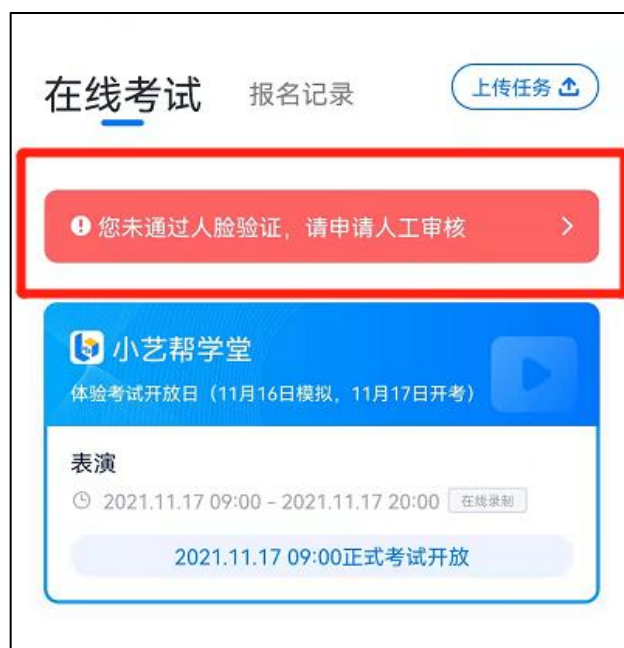 在线考试
报名记录
上传任务
您未通过人脸验证，请申请人工审核
小艺帮学堂
体验考试开放日（11月16日模拟，11月17日开考）
表演
2021.11.17 09:00 - 2021.11.17 20:00 在线录制
2021.11.17 09:00正式考试开放